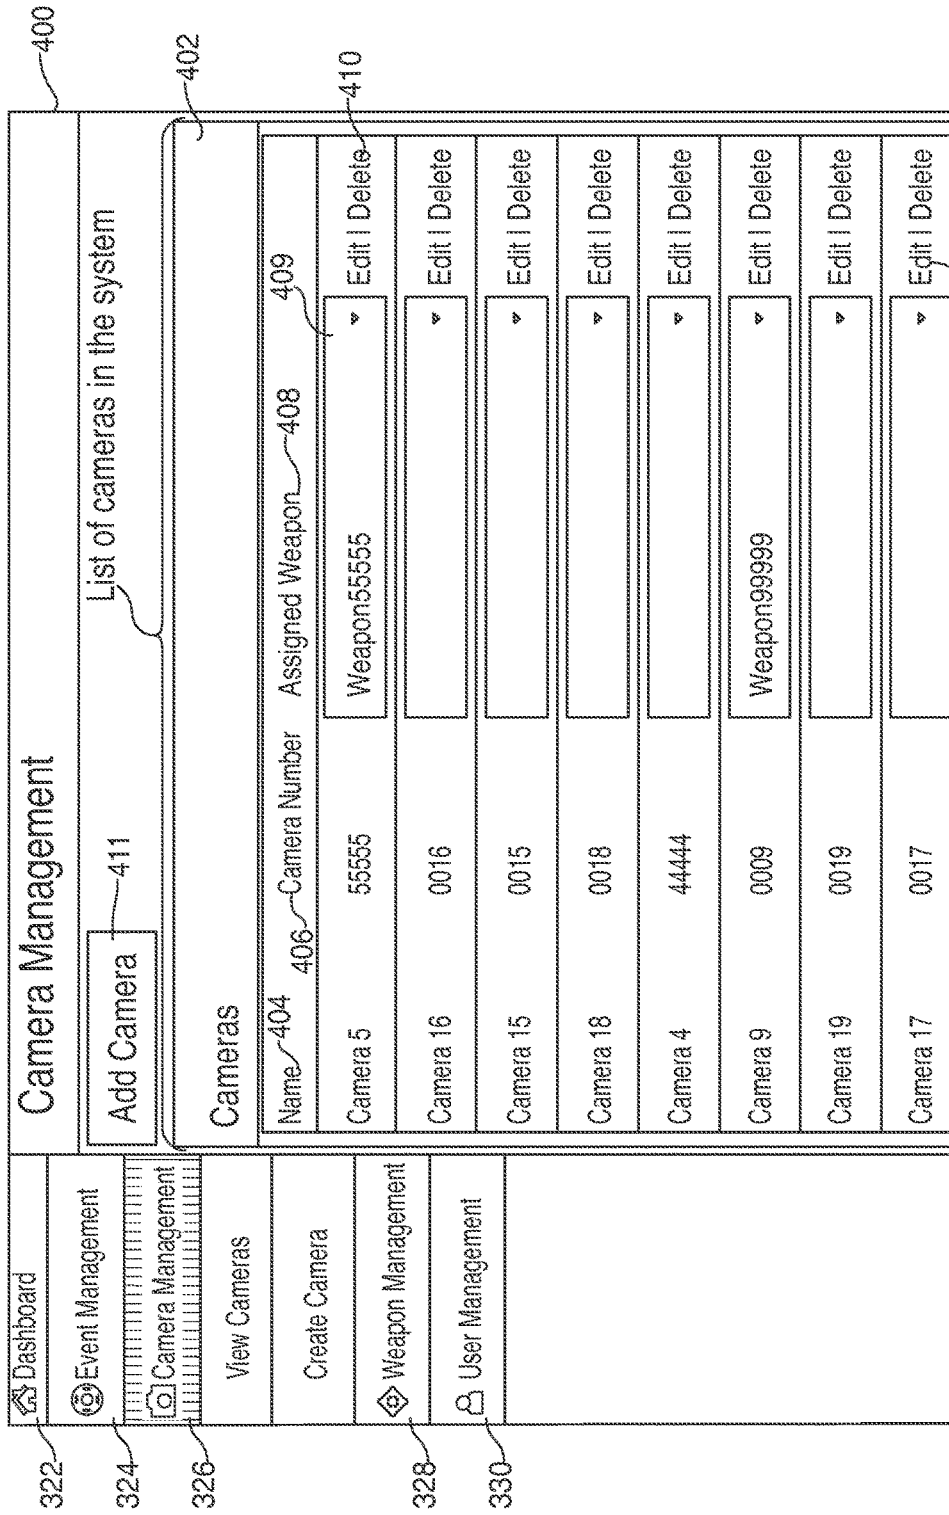 400
Camera Management
322
Dashboard
324
Event Management
326
Camera Management
View Cameras
Create Camera
328
Weapon Management
330
User Management
Add Camera
411
List of cameras in the system
402
Cameras
Name 404 406 Camera Number Assigned Weapon 408 409 410
Camera 5 55555 Weapon55555 Edit | Delete
Camera 16 0016 Edit | Delete
Camera 15 0015 Edit | Delete
Camera 18 0018 Edit | Delete
Camera 4 44444 Edit | Delete
Camera 9 0009 Weapon99999 Edit | Delete
Camera 19 0019 Edit | Delete
Camera 17 0017 Edit | Delete